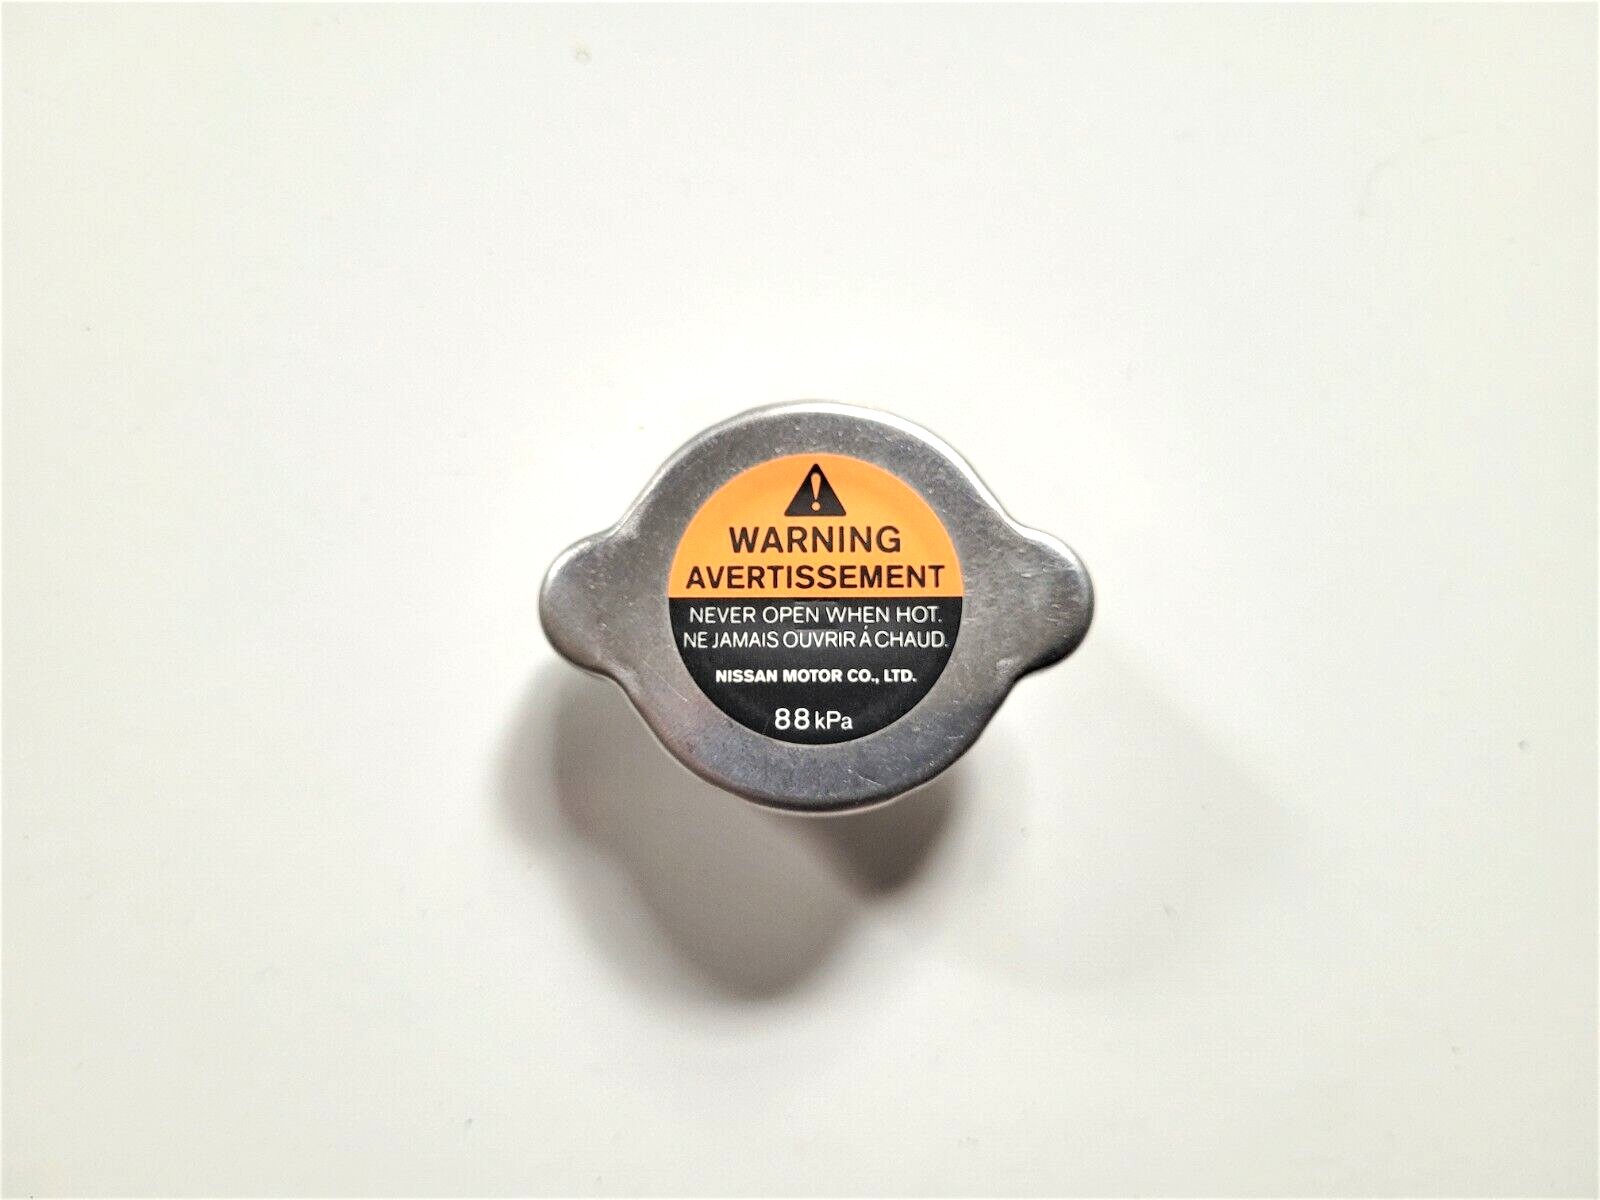 WARNING
AVERTISSEMENT
NEVER OPEN WHEN HOT.
NE JAMAIS OUVRIR À CHAUD.
NISSAN MOTOR CO., LTD.
88 kPa